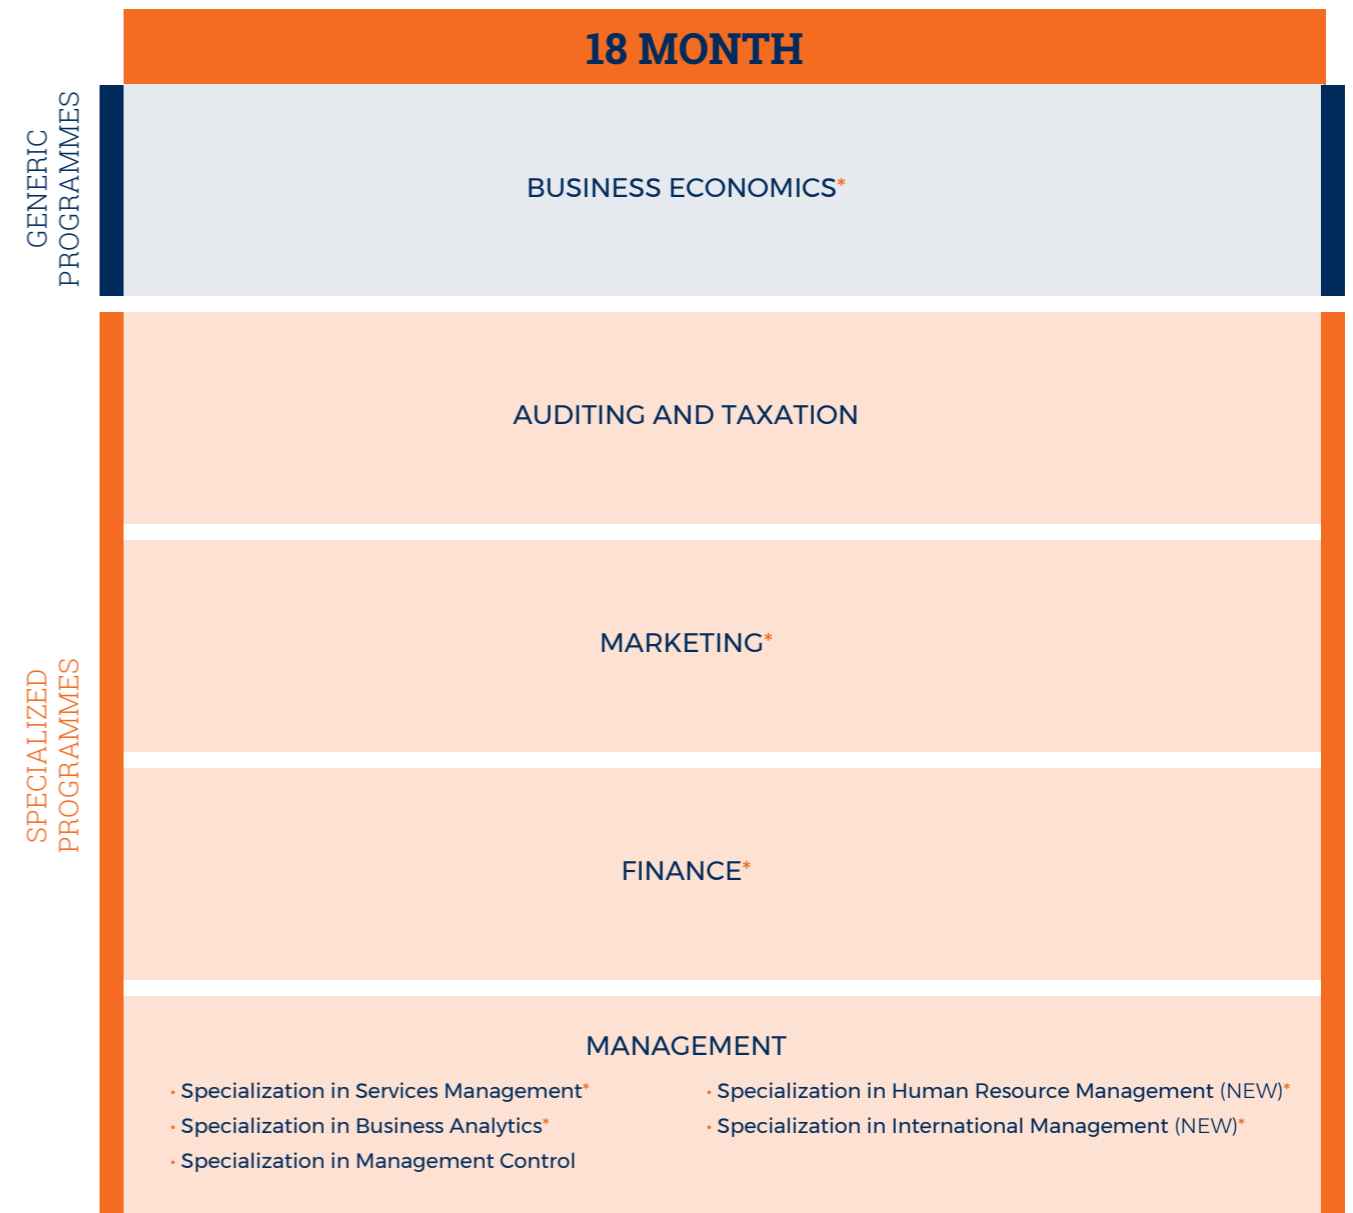 18 MONTH
GENERIC
PROGRAMMES
BUSINESS ECONOMICS*
SPECIALIZED
PROGRAMMES
AUDITING AND TAXATION
MARKETING*
FINANCE*
MANAGEMENT
• Specialization in Services Management*
• Specialization in Business Analytics*
• Specialization in Management Control
• Specialization in Human Resource Management (NEW)*
• Specialization in International Management (NEW)*